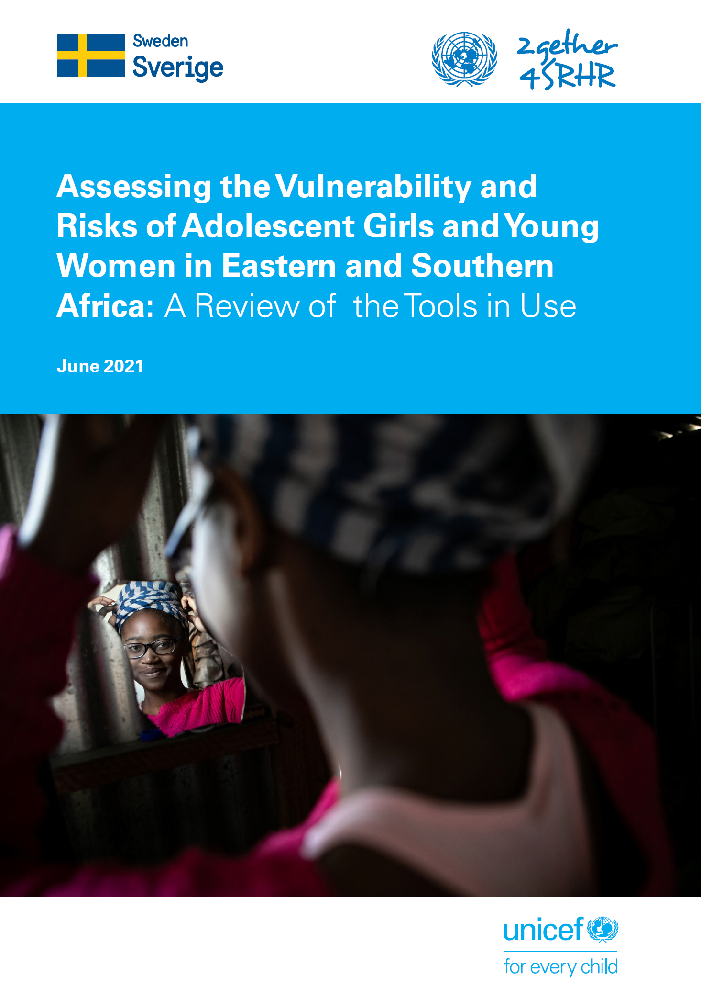 Sweden
Sverige
2gether
4SRHR
Assessing the Vulnerability and
Risks of Adolescent Girls and Young
Women in Eastern and Southern
Africa: A Review of the Tools in Use
June 2021
unicef
for every child